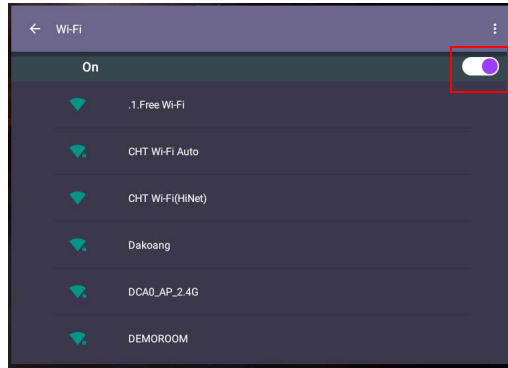 Wi-Fi
On
.1.Free Wi-Fi
CHT Wi-Fi Auto
CHT Wi-Fi(HiNet)
Dakoang
DCA0_AP_2.4G
DEMOROOM